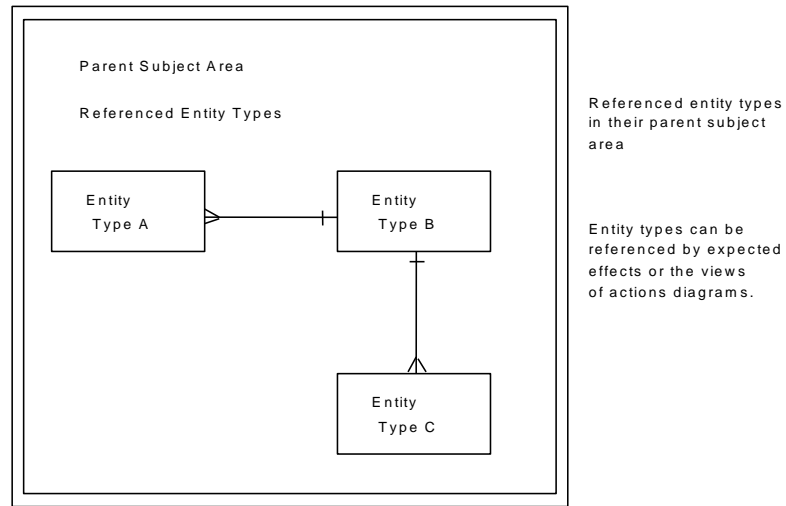 Parent Subject Area
Referenced Entity Types
Entity
Type A
Entity
Type B
Entity
Type C
Referenced entity types
in their parent subject
area
Entity types can be
referenced by expected
effects or the views
of actions diagrams.